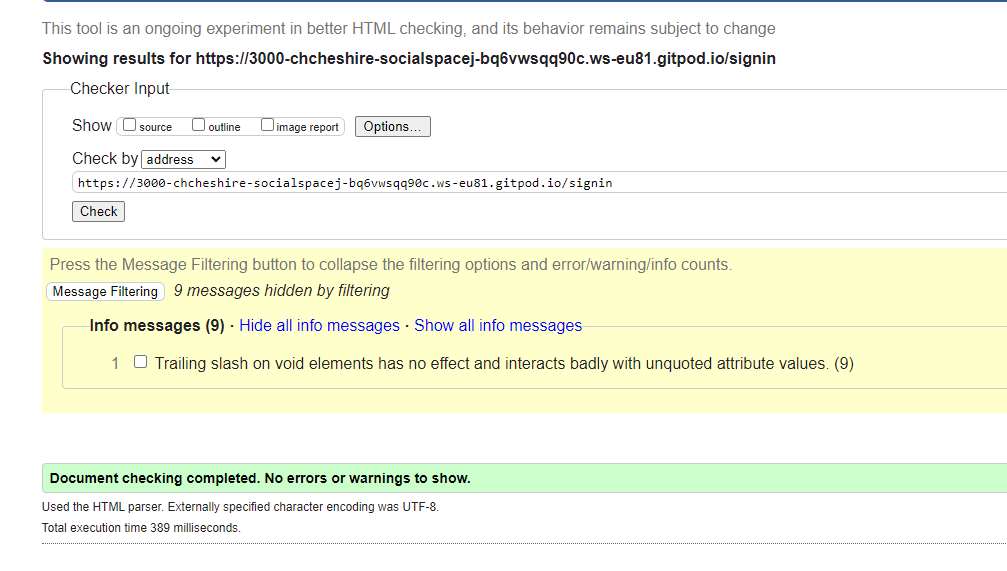 This tool is an ongoing experiment in better HTML checking, and its behavior remains subject to change
Showing results for https://3000-chcheshire-socialspacej-bq6vwsqq90c.ws-eu81.gitpod.io/signin
Checker Input
Show source outline image report Options...
Check by address
https://3000-chcheshire-socialspacej-bq6vwsqq90c.ws-eu81.gitpod.io/signin
Check
Press the Message Filtering button to collapse the filtering options and error/warning/info counts.
Message Filtering 9 messages hidden by filtering
Info messages (9) · Hide all info messages · Show all info messages
1 Trailing slash on void elements has no effect and interacts badly with unquoted attribute values. (9)
Document checking completed. No errors or warnings to show.
Used the HTML parser. Externally specified character encoding was UTF-8.
Total execution time 389 milliseconds.